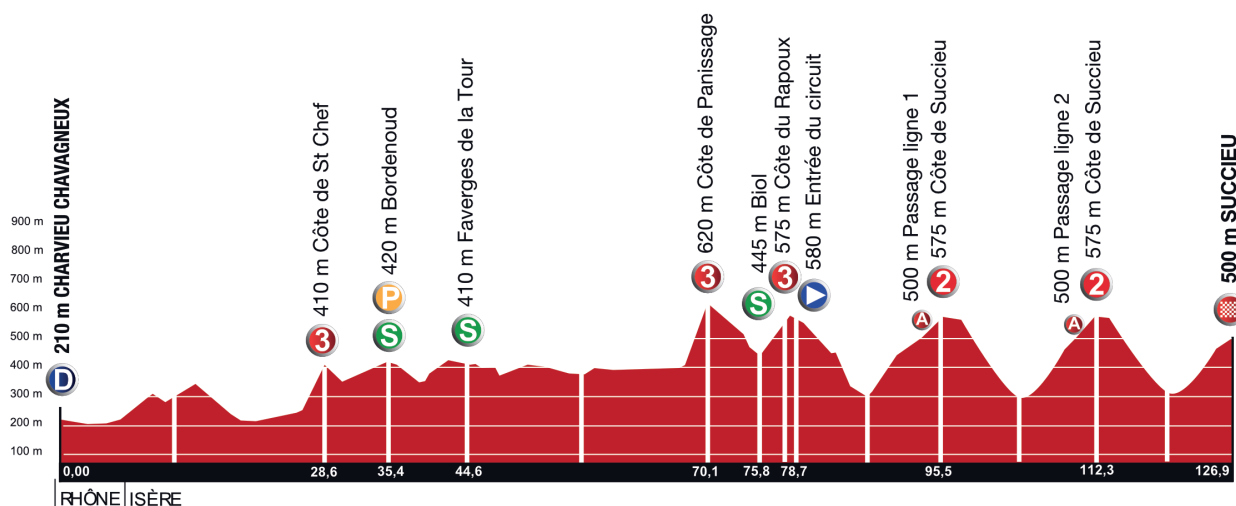 210 m CHARVIEU CHAVAGNEUX
410 m Côte de St Chef
420 m Bordenoud
410 m Faverges de la Tour
620 m Côte de Panissage
445 m Biol
575 m Côte du Rapoux
580 m Entrée du circuit
500 m Passage ligne 1
575 m Côte de Succieu
500 m Passage ligne 2
575 m Côte de Succieu
500 m SUCCIEU
900 m
800 m
700 m
600 m
500 m
400 m
300 m
200 m
100 m
D
3
P
S
S
3
S
3
A
2
A
2
0,00
28,6
35,4
44,6
70,1
75,8
78,7
95,5
112,3
126,9
RHÔNE
ISÈRE